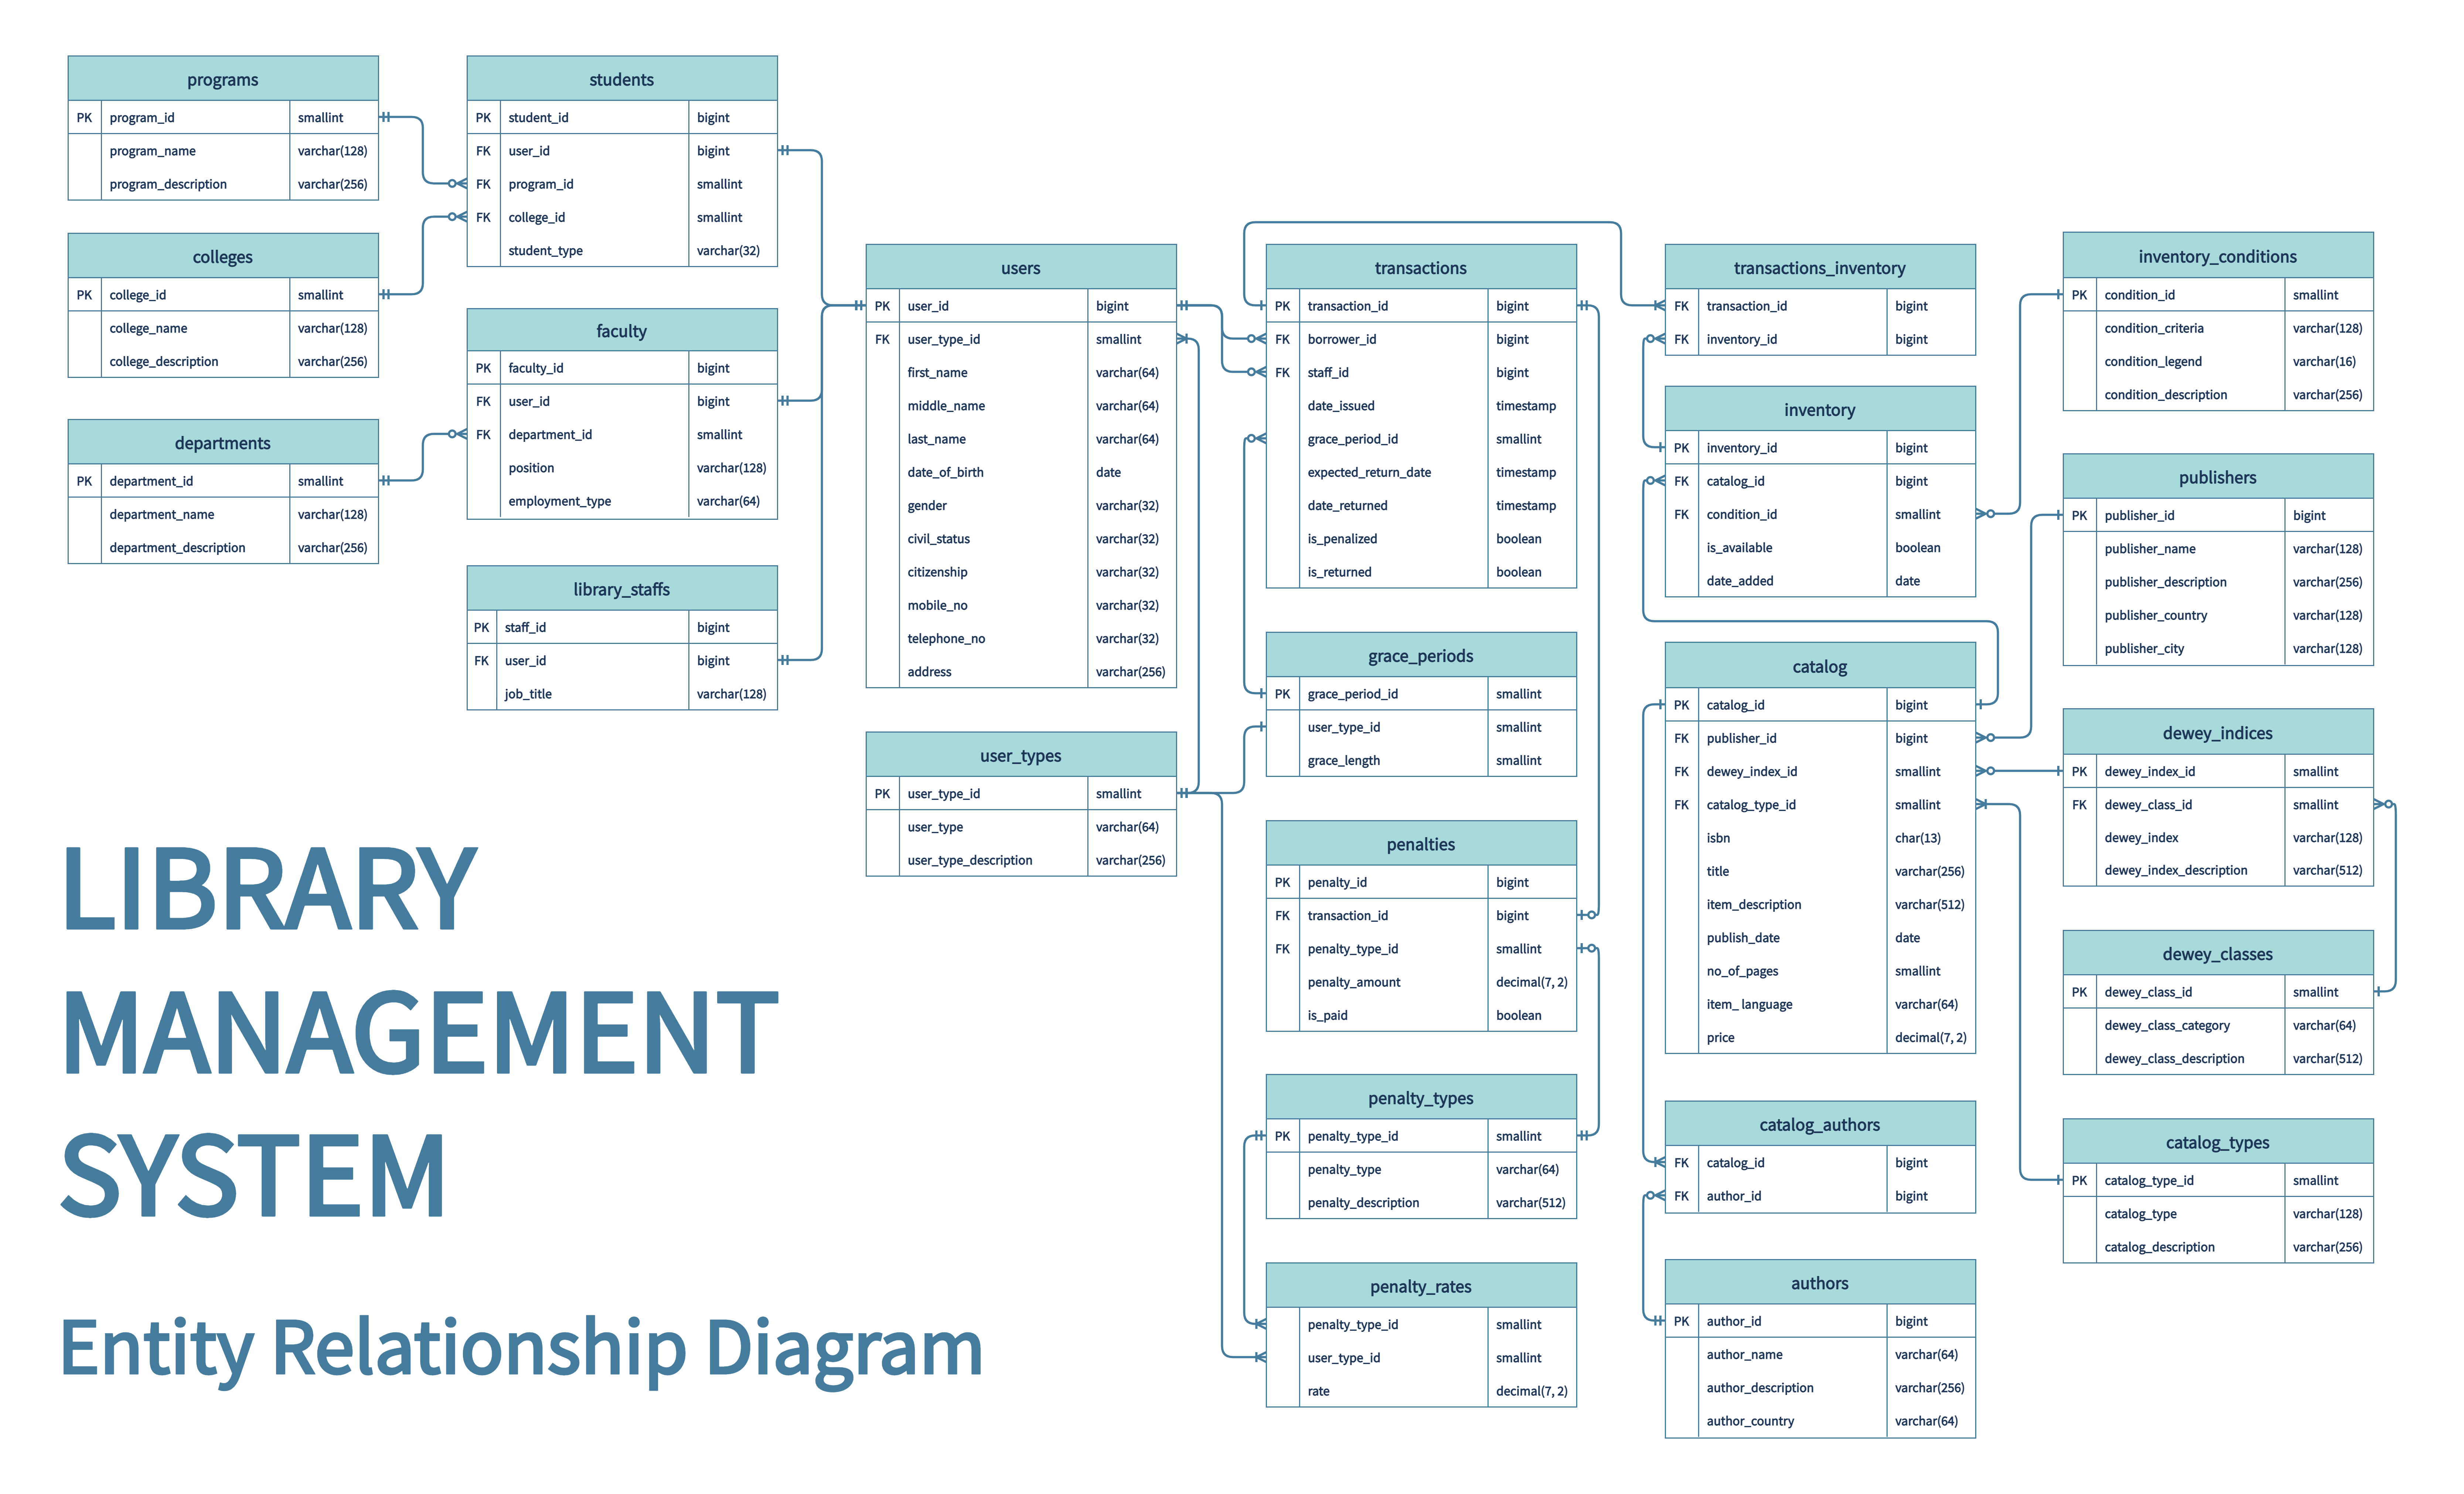 programs
PK program_id smallint
program_name varchar(128)
program_description varchar(256)
colleges
PK college_id smallint
college_name varchar(128)
college_description varchar(256)
departments
PK department_id smallint
department_name varchar(128)
department_description varchar(256)
students
PK student_id bigint
FK user_id bigint
FK program_id smallint
FK college_id smallint
student_type varchar(32)
faculty
PK faculty_id bigint
FK user_id bigint
FK department_id smallint
position varchar(128)
employment_type varchar(64)
library_staffs
PK staff_id bigint
FK user_id bigint
job_title varchar(128)
users
PK user_id bigint
FK user_type_id smallint
first_name varchar(64)
middle_name varchar(64)
last_name varchar(64)
date_of_birth date
gender varchar(32)
civil_status varchar(32)
citizenship varchar(32)
mobile_no varchar(32)
telephone_no varchar(32)
address varchar(256)
user_types
PK user_type_id smallint
user_type varchar(64)
user_type_description varchar(256)
transactions
PK transaction_id bigint
FK borrower_id bigint
FK staff_id bigint
date_issued timestamp
grace_period_id smallint
expected_return_date timestamp
date_returned timestamp
is_penalized boolean
is_returned boolean
grace_periods
PK grace_period_id smallint
user_type_id smallint
grace_length smallint
penalties
PK penalty_id bigint
FK transaction_id bigint
FK penalty_type_id smallint
penalty_amount decimal(7, 2)
is_paid boolean
penalty_types
PK penalty_type_id smallint
penalty_type varchar(64)
penalty_description varchar(512)
penalty_rates
penalty_type_id smallint
user_type_id smallint
rate decimal(7, 2)
transactions_inventory
FK transaction_id bigint
FK inventory_id bigint
inventory
PK inventory_id bigint
FK catalog_id bigint
FK condition_id smallint
is_available boolean
date_added date
catalog
PK catalog_id bigint
FK publisher_id bigint
FK dewey_index_id smallint
FK catalog_type_id smallint
isbn char(13)
title varchar(256)
item_description varchar(512)
publish_date date
no_of_pages smallint
item_ language varchar(64)
price decimal(7, 2)
catalog_authors
FK catalog_id bigint
FK author_id bigint
authors
PK author_id bigint
author_name varchar(64)
author_description varchar(256)
author_country varchar(64)
inventory_conditions
PK condition_id smallint
condition_criteria varchar(128)
condition_legend varchar(16)
condition_description varchar(256)
publishers
PK publisher_id bigint
publisher_name varchar(128)
publisher_description varchar(256)
publisher_country varchar(128)
publisher_city varchar(128)
dewey_indices
PK dewey_index_id smallint
FK dewey_class_id smallint
dewey_index varchar(128)
dewey_index_description varchar(512)
dewey_classes
PK dewey_class_id smallint
dewey_class_category varchar(64)
dewey_class_description varchar(512)
catalog_types
PK catalog_type_id smallint
catalog_type varchar(128)
catalog_description varchar(256)
LIBRARY
MANAGEMENT
SYSTEM
Entity Relationship Diagram